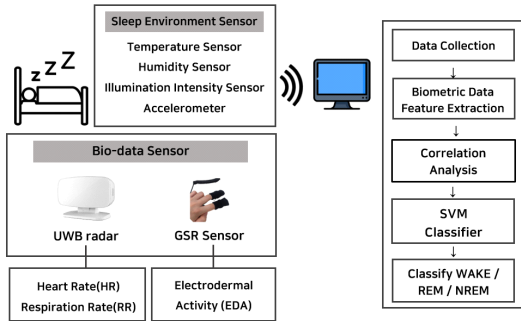 Sleep Environment Sensor
Temperature Sensor
Humidity Sensor
Illumination Intensity Sensor
Accelerometer
z z Z
Bio-data Sensor
UWB radar
GSR Sensor
Heart Rate(HR)
Respiration Rate(RR)
Electrodermal
Activity (EDA)
Data Collection
↓
Biometric Data
Feature Extraction
↓
Correlation
Analysis
↓
SVM
Classifier
↓
Classify WAKE /
REM / NREM